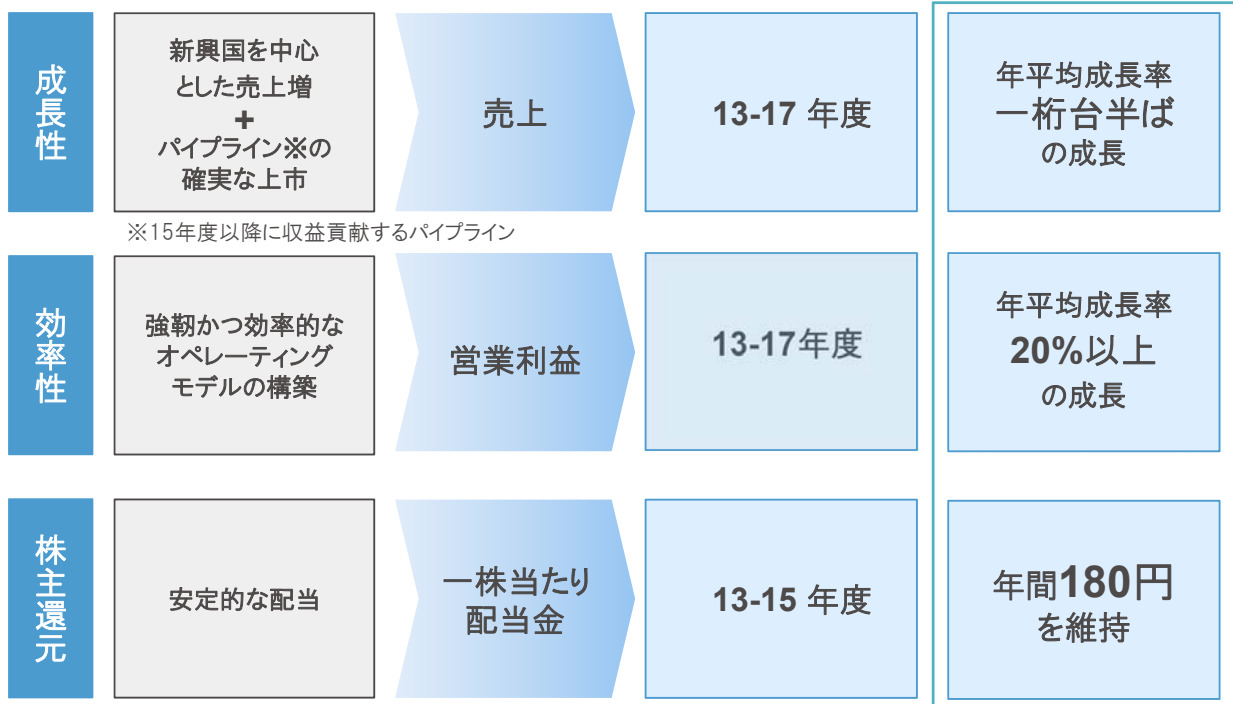 成長性
新興国を中心
とした売上増
+
パイプライン※の
確実な上市
売上
13-17 年度
年平均成長率
一桁台半ば
の成長
※15年度以降に収益貢献するパイプライン
効率性
強靭かつ効率的な
オペレーティング
モデルの構築
営業利益
13-17年度
年平均成長率
20%以上
の成長
株主還元
安定的な配当
一株当たり
配当金
13-15 年度
年間180円
を維持